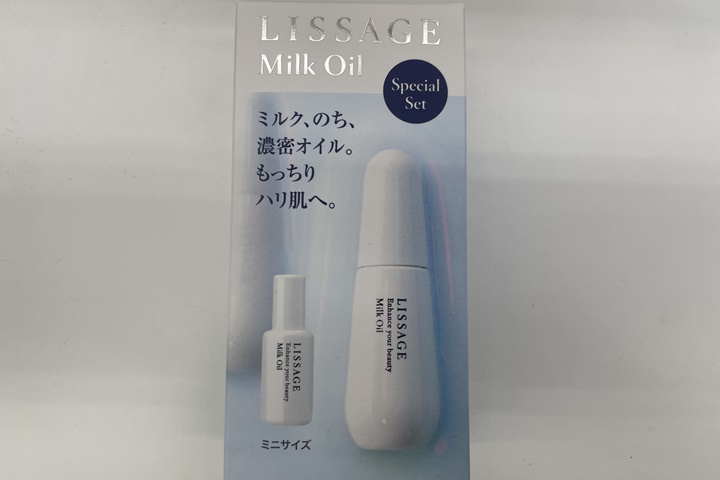 LISSAGE
Milk Oil
Special
Set
ミルク、のち、
濃密オイル。
もっちり
ハリ肌へ。
LISSAGE
Enhance your beauty
Milk Oil
LISSAGE
Enhance your beauty
Milk Oil
ミニサイズ